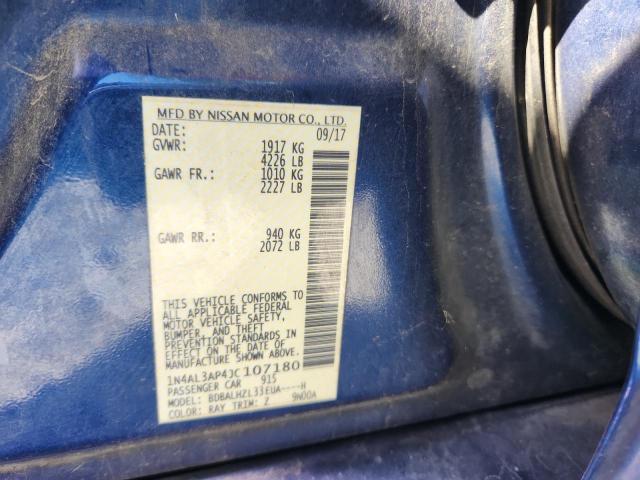 MFD BY NISSAN MOTOR CO., LTD.
DATE: 09/17
GVWR: 1917 KG
4226 LB
GAWR FR.: 1010 KG
2227 LB
GAWR RR.: 940 KG
2072 LB
THIS VEHICLE CONFORMS TO
ALL APPLICABLE FEDERAL
MOTOR VEHICLE SAFETY,
BUMPER, AND THEFT
PREVENTION STANDARDS IN
EFFECT ON THE DATE OF
MANUFACTURE SHOWN ABOVE.
1N4AL3AP4JC107180
PASSENGER CAR 915
MODEL: BDBALHZL33EUA----H
COLOR: RAY TRIM: Z 9N00A